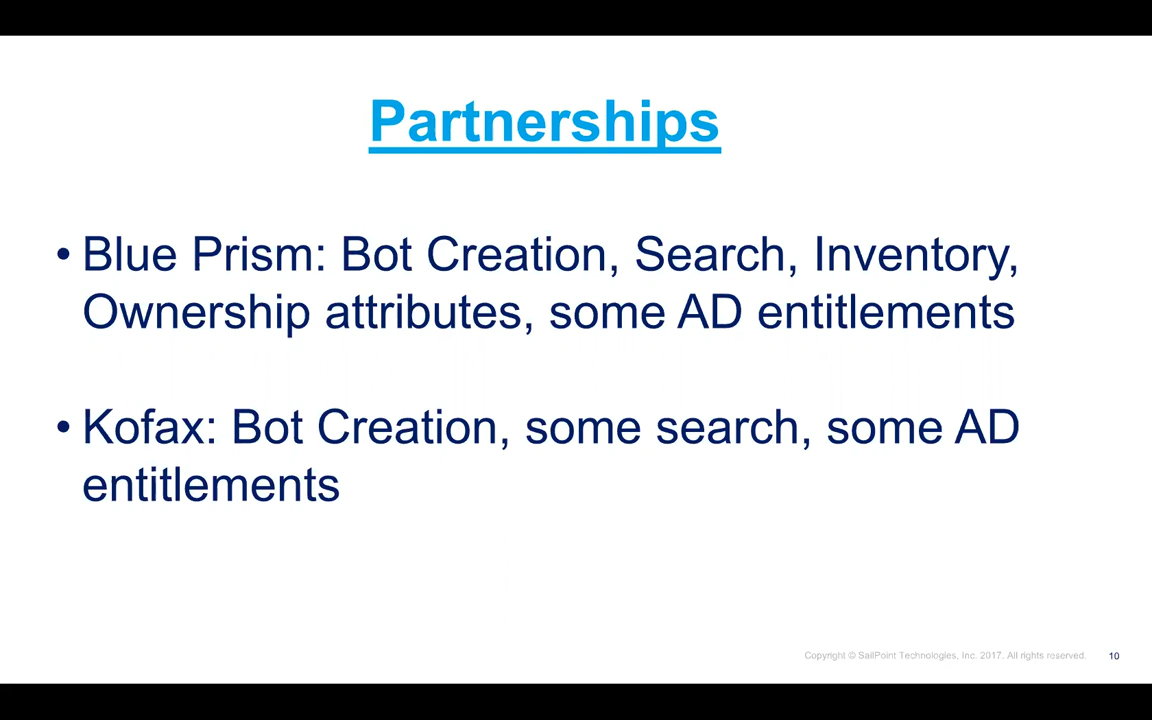 Partnerships
• Blue Prism: Bot Creation, Search, Inventory,
Ownership attributes, some AD entitlements
• Kofax: Bot Creation, some search, some AD
entitlements
Copyright © SailPoint Technologies, Inc. 2017. All rights reserved. 10